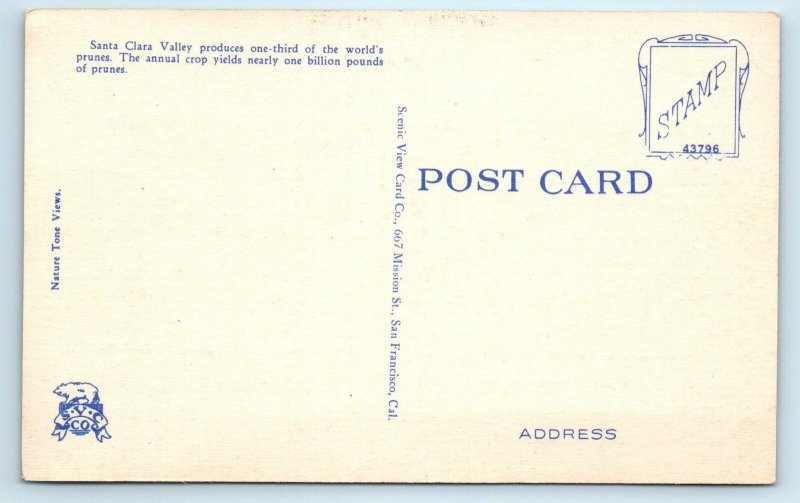 Santa Clara Valley produces one-third of the world's
prunes. The annual crop yields nearly one billion pounds
of prunes.
STAMP
43796
POST CARD
Scenic View Card Co., 667 Mission St., San Francisco, Cal.
Nature Tone Views.
S·V·C
CO
ADDRESS